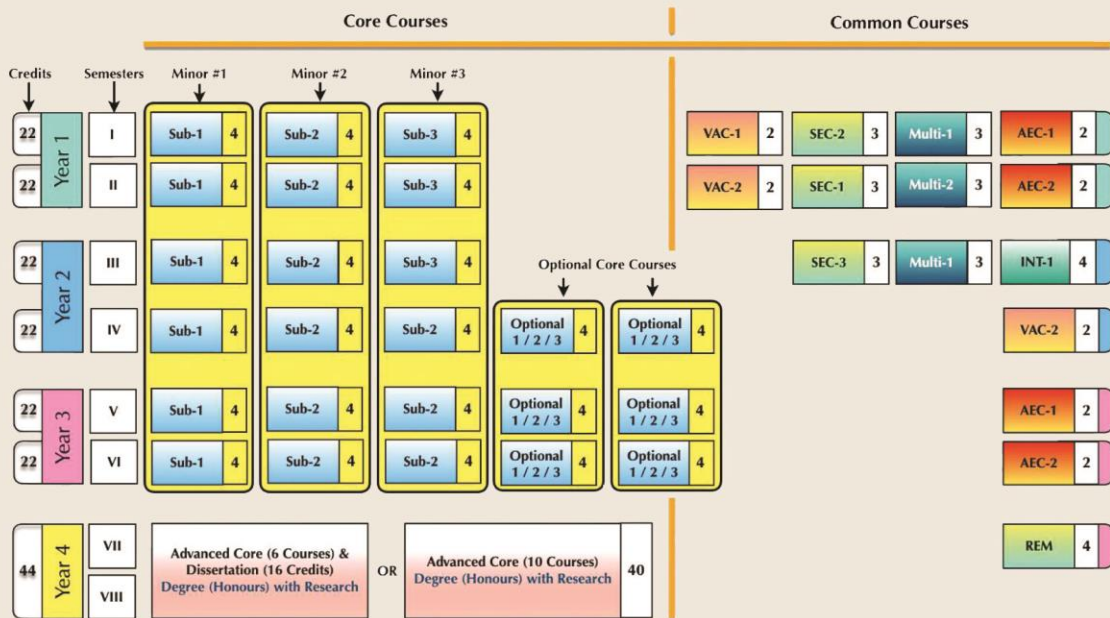 Core Courses
Common Courses
Credits Semesters Minor #1 Minor #2 Minor #3
Year 1
22 I Sub-1 4 Sub-2 4 Sub-3 4 VAC-1 2 SEC-2 3 Multi-1 3 AEC-1 2
22 II Sub-1 4 Sub-2 4 Sub-3 4 VAC-2 2 SEC-1 3 Multi-2 3 AEC-2 2
Year 2
22 III Sub-1 4 Sub-2 4 Sub-3 4 SEC-3 3 Multi-1 3 INT-1 4
Optional Core Courses
22 IV Sub-1 4 Sub-2 4 Sub-2 4 Optional 4 Optional 4 VAC-2 2
1 / 2 / 3 1 / 2 / 3
Year 3
22 V Sub-1 4 Sub-2 4 Sub-2 4 Optional 4 Optional 4 AEC-1 2
1 / 2 / 3 1 / 2 / 3
22 VI Sub-1 4 Sub-2 4 Sub-2 4 Optional 4 Optional 4 AEC-2 2
1 / 2 / 3 1 / 2 / 3
Year 4
44
VII
VIII
Advanced Core (6 Courses) &
Dissertation (16 Credits)
Degree (Honours) with Research
OR
Advanced Core (10 Courses)
Degree (Honours) with Research
40
REM 4